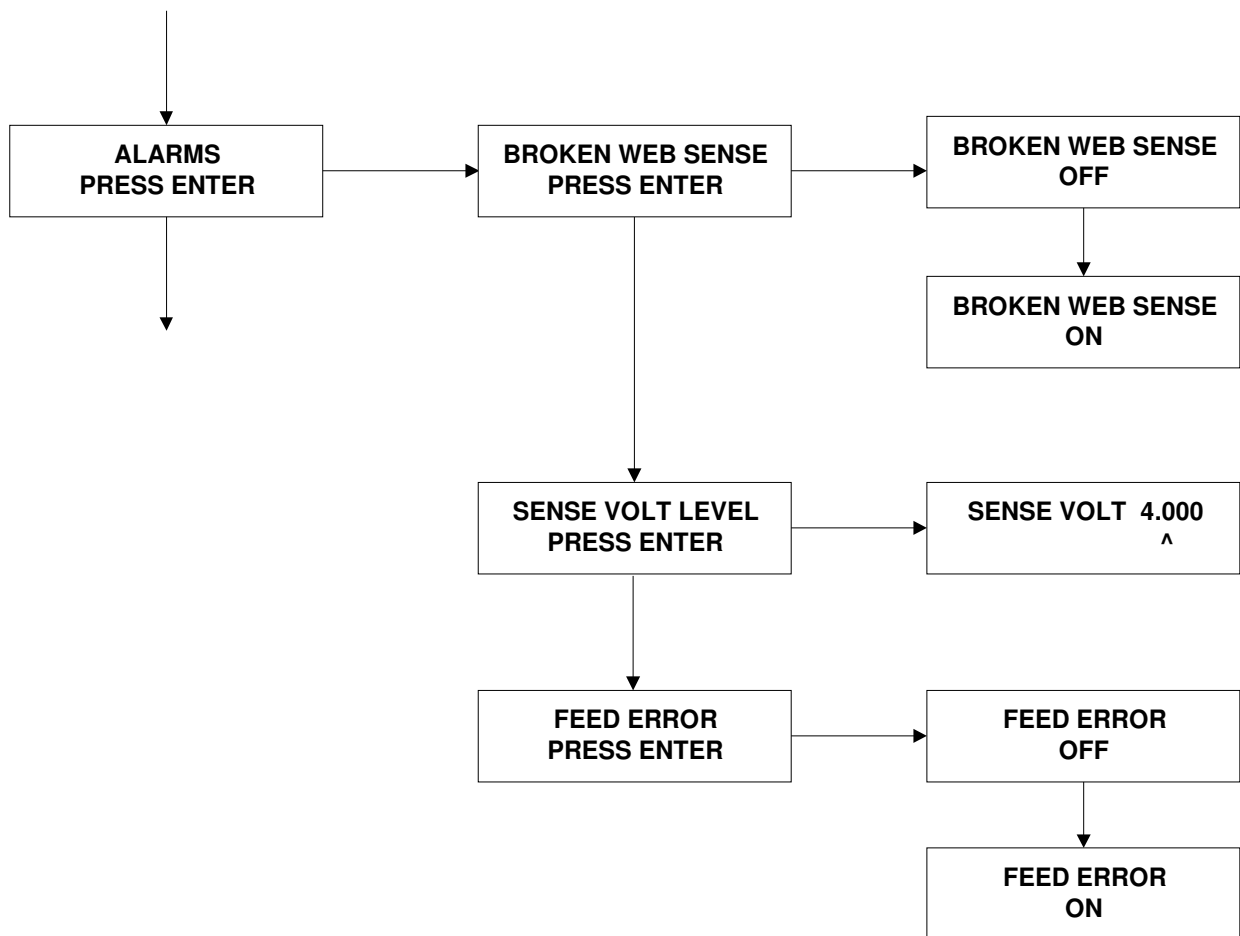 ALARMS
PRESS ENTER
BROKEN WEB SENSE
PRESS ENTER
BROKEN WEB SENSE
OFF
BROKEN WEB SENSE
ON
SENSE VOLT LEVEL
PRESS ENTER
SENSE VOLT 4.000
^
FEED ERROR
PRESS ENTER
FEED ERROR
OFF
FEED ERROR
ON